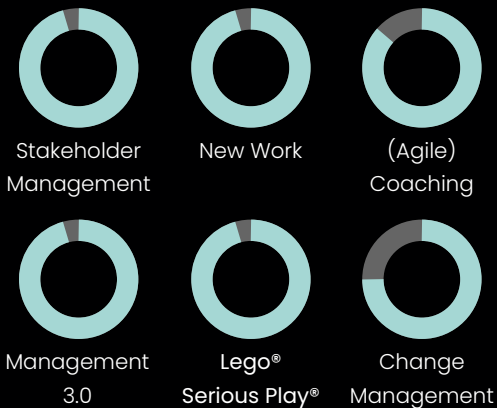 Stakeholder
Management
New Work
(Agile)
Coaching
Management
3.0
Lego®
Serious Play®
Change
Management